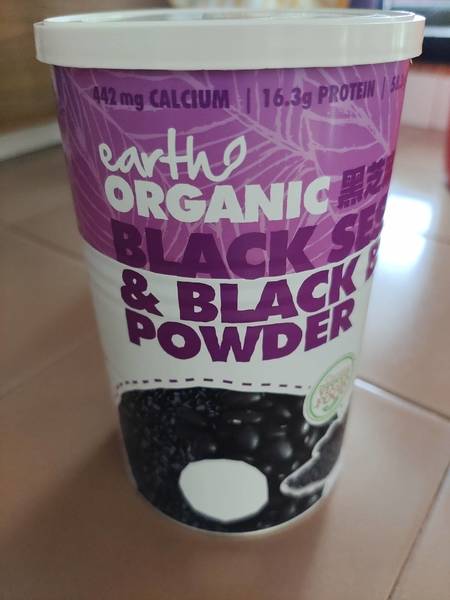 442 mg CALCIUM | 16.3g PROTEIN |
earth
ORGANIC 黑芝
BLACK SES
& BLACK B
POWDER